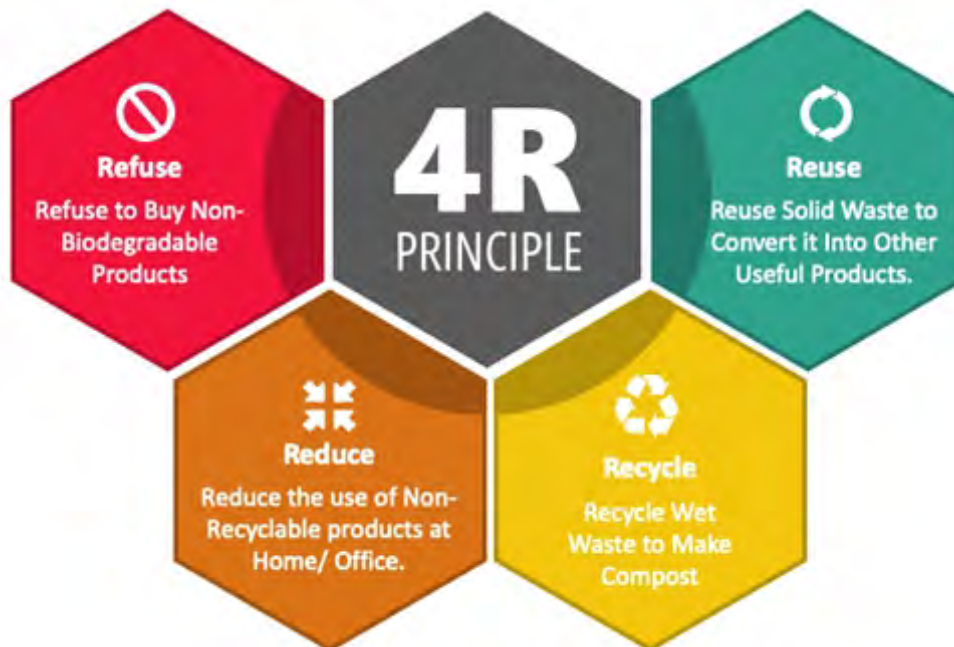 Refuse
Refuse to Buy Non-
Biodegradable
Products
4R
PRINCIPLE
Reuse
Reuse Solid Waste to
Convert it Into Other
Useful Products.
Reduce
Reduce the use of Non-
Recyclable products at
Home/ Office.
Recycle
Recycle Wet
Waste to Make
Compost